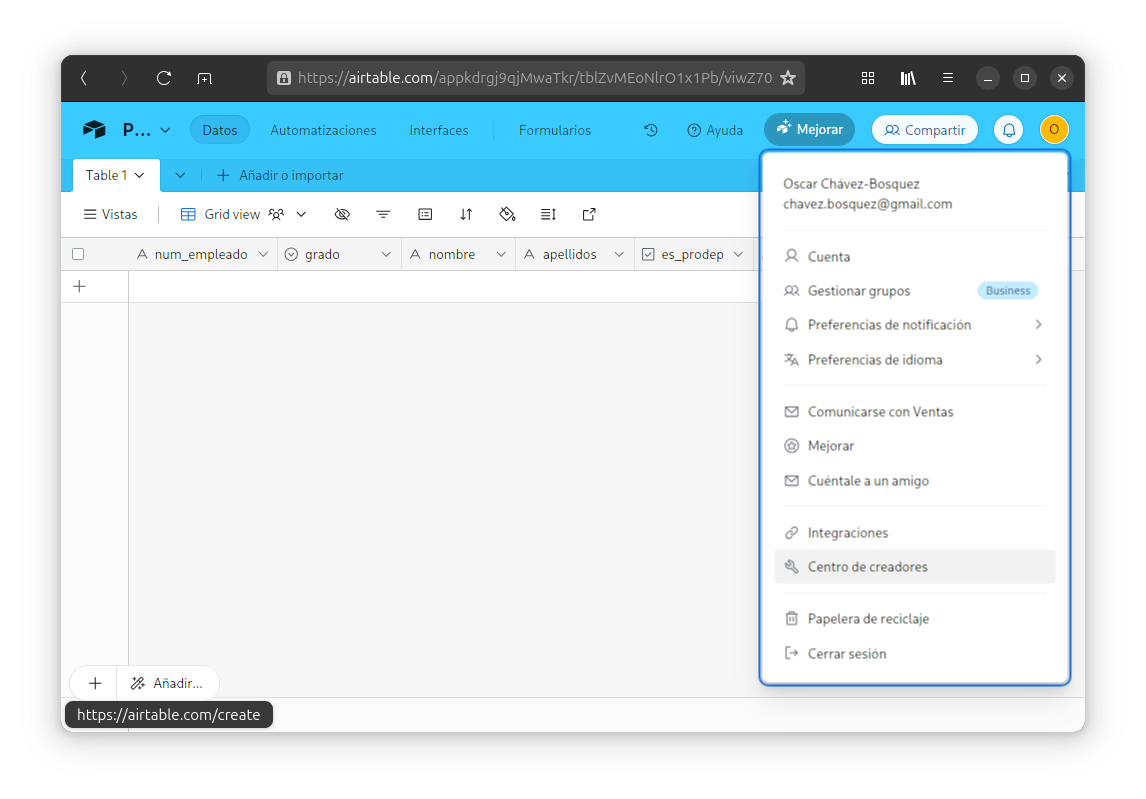 https://airtable.com/appkdrgj9qjMwaTkr/tblZvMEoNlrO1x1Pb/viwZ70
P... Datos Automatizaciones Interfaces Formularios Ayuda Mejorar Compartir O
Table 1 Añadir o importar
Vistas Grid view
num_empleado grado nombre apellidos es_prodep
Oscar Chávez-Bosquez
chavez.bosquez@gmail.com
Cuenta
Gestionar grupos Business
Preferencias de notificación
Preferencias de idioma
Comunicarse con Ventas
Mejorar
Cuéntale a un amigo
Integraciones
Centro de creadores
Papelera de reciclaje
Cerrar sesión
Añadir...
https://airtable.com/create